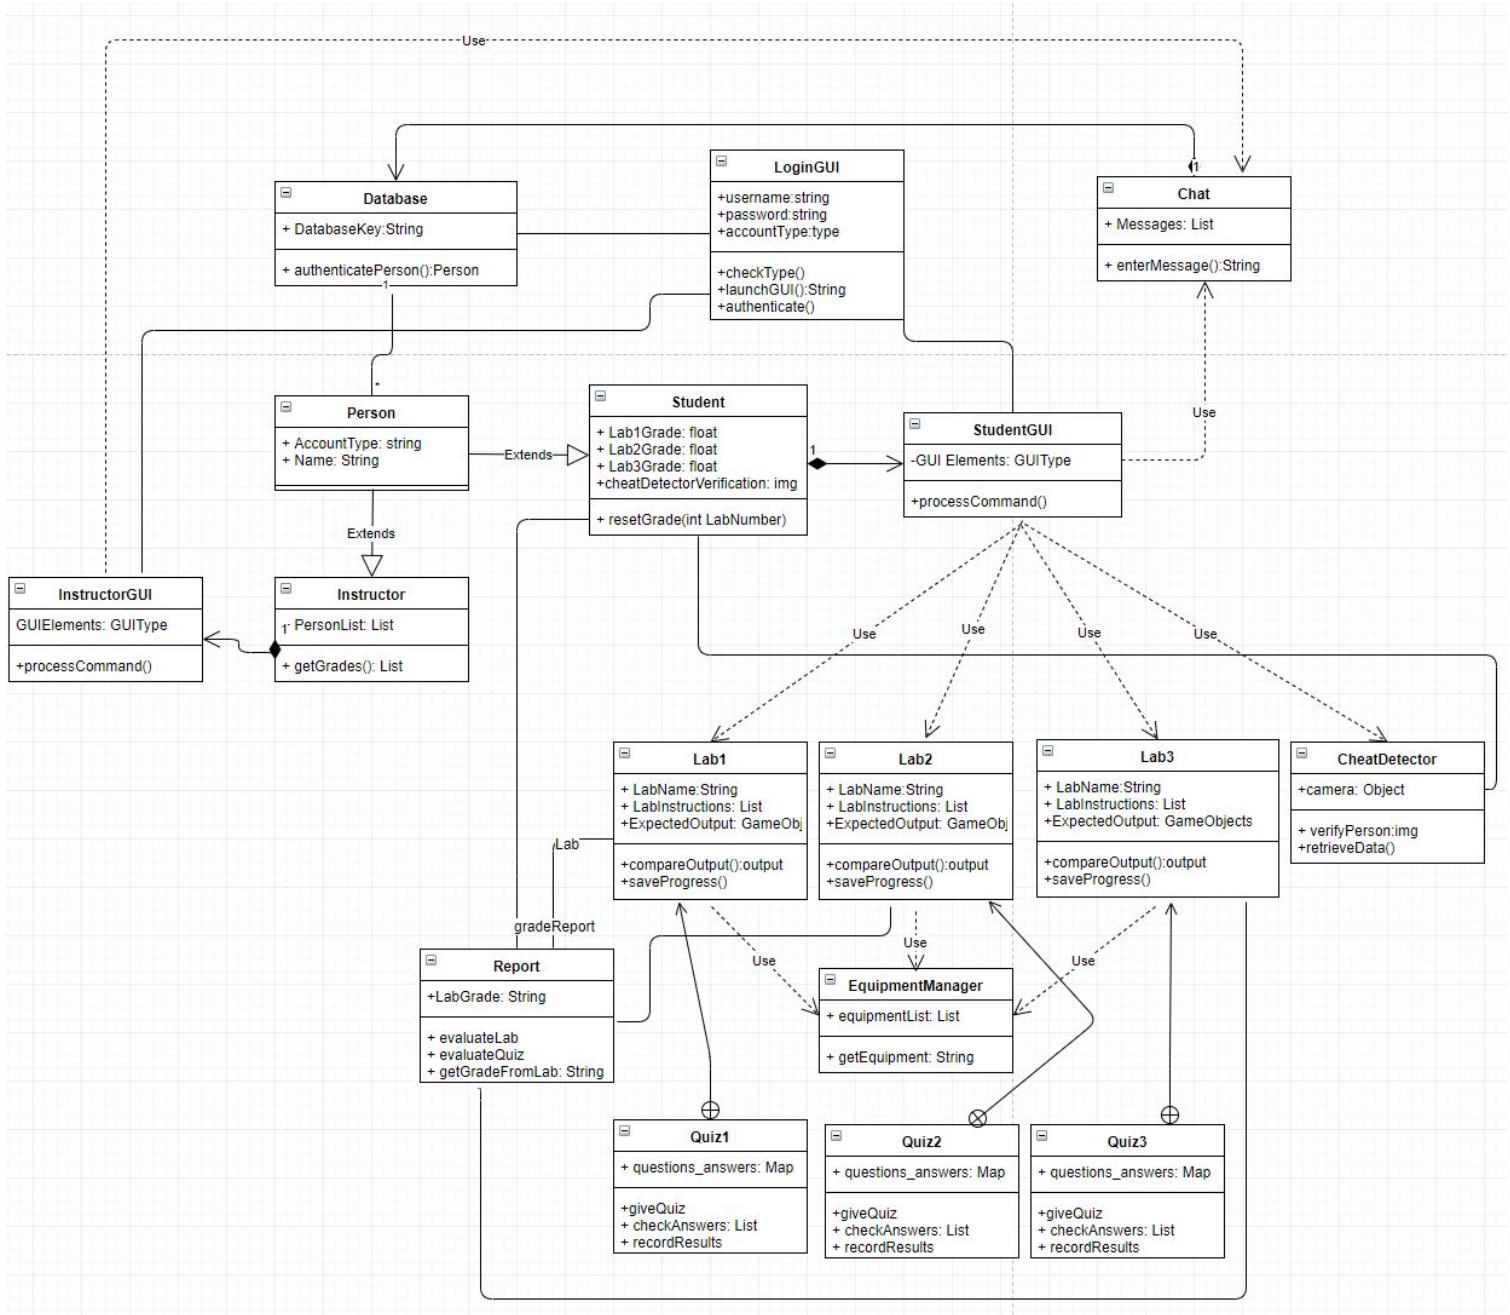 Use
Database
+ DatabaseKey:String
+ authenticatePerson():Person
1
LoginGUI
+username:string
+password:string
+accountType:type
+checkType()
+launchGUI():String
+authenticate()
1
Chat
+ Messages: List
+ enterMessage():String
*
Person
+ AccountType: string
+ Name: String
Extends
Student
+ Lab1Grade: float
+ Lab2Grade: float
+ Lab3Grade: float
+cheatDetectorVerification: img
+ resetGrade(int LabNumber)
1
StudentGUI
-GUI Elements: GUIType
+processCommand()
Use
Extends
InstructorGUI
GUIElements: GUIType
+processCommand()
Instructor
1
PersonList: List
+ getGrades(): List
Use
Use
Use
Use
Lab1
+ LabName:String
+ LabInstructions: List
+ExpectedOutput: GameObj
+compareOutput():output
+saveProgress()
Lab2
+ LabName:String
+ LabInstructions: List
+ExpectedOutput: GameObj
+compareOutput():output
+saveProgress()
Lab3
+ LabName:String
+ LabInstructions: List
+ExpectedOutput: GameObjects
+compareOutput():output
+saveProgress()
CheatDetector
+camera: Object
+ verifyPerson:img
+retrieveData()
Lab
gradeReport
Use
Use
Use
Report
+LabGrade: String
+ evaluateLab
+ evaluateQuiz
+ getGradeFromLab: String
EquipmentManager
+ equipmentList: List
+ getEquipment: String
Quiz1
+ questions_answers: Map
+giveQuiz
+ checkAnswers: List
+ recordResults
Quiz2
+ questions_answers: Map
+giveQuiz
+ checkAnswers: List
+ recordResults
Quiz3
+ questions_answers: Map
+giveQuiz
+ checkAnswers: List
+ recordResults